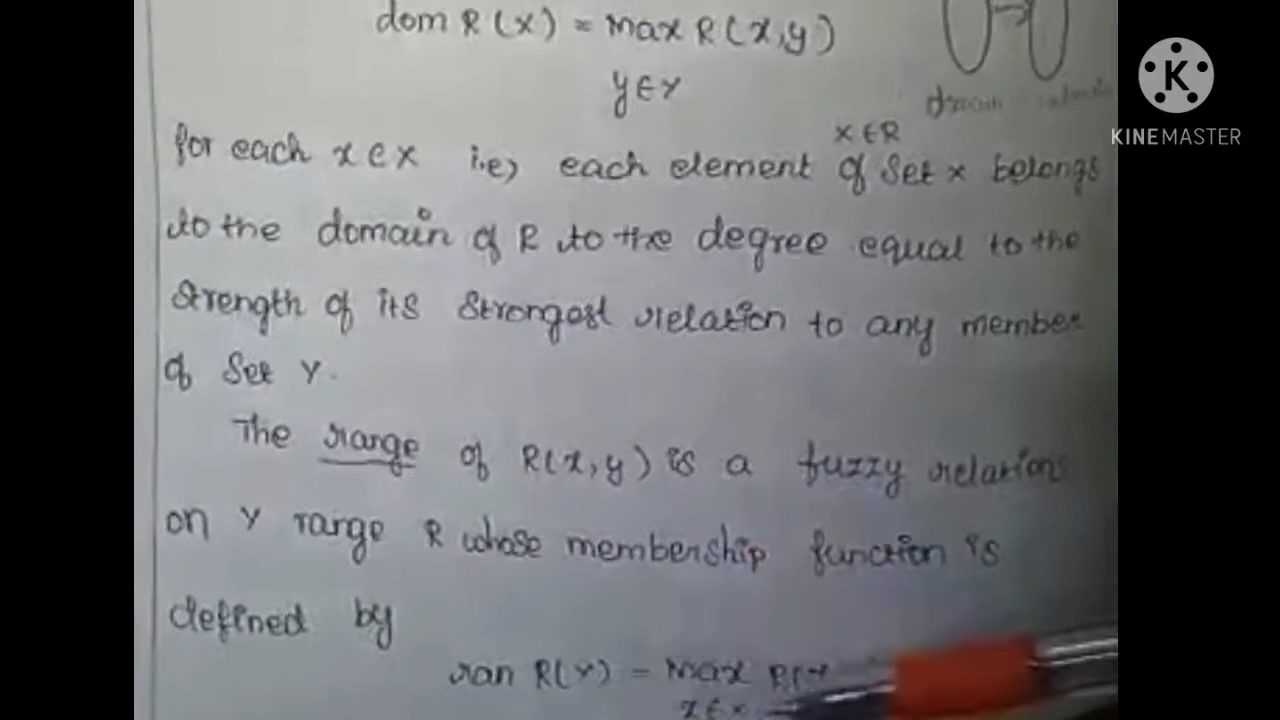 dom R(x) = max R(x,y)
y∈Y
domain
x∈R
for each x∈X i.e) each element of Set x belongs
to the domain of R to the degree equal to the
Strength of its Strongest relation to any member
of Set Y.
The range of R(x,y) is a fuzzy relations
on Y range R whose membership function is
defined by
ran R(Y) = max
x∈X
KINEMASTER